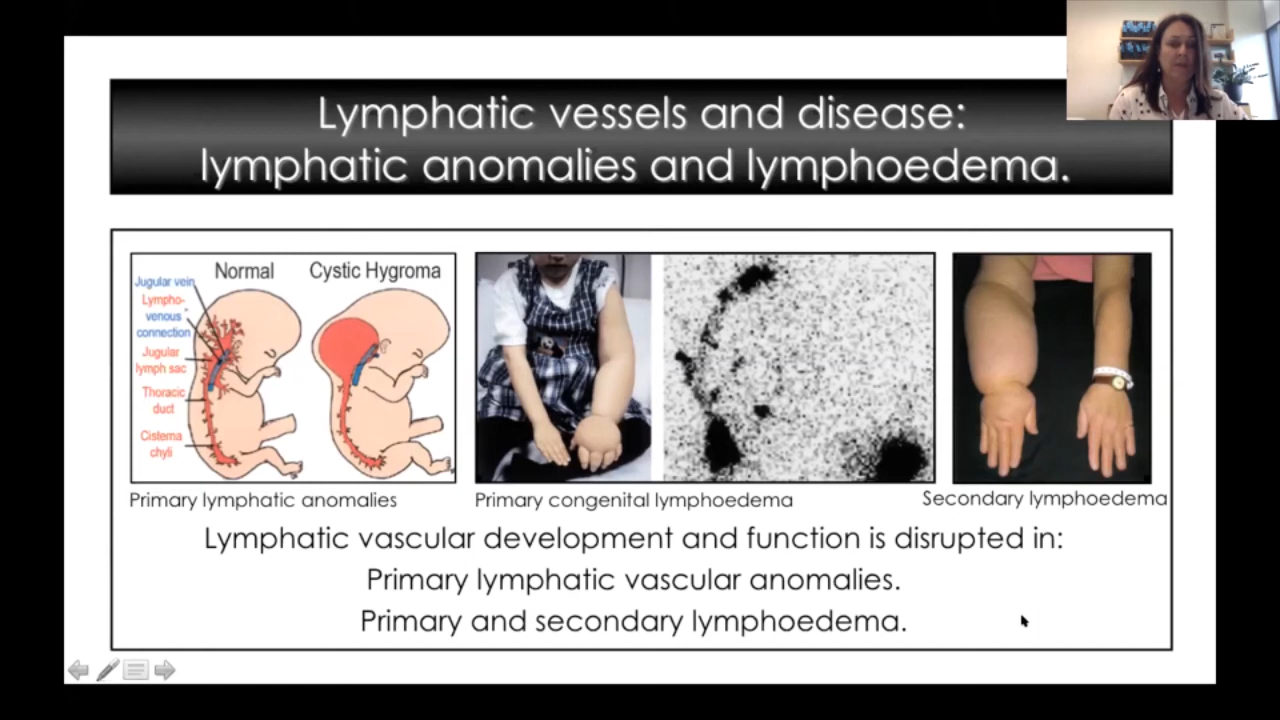 Lymphatic vessels and disease:
lymphatic anomalies and lymphoedema.
Normal
Cystic Hygroma
Jugular vein
Lympho-
venous
connection
Jugular
lymph sac
Thoracic
duct
Cisterna
chyli
Primary lymphatic anomalies
Primary congenital lymphoedema
Secondary lymphoedema
Lymphatic vascular development and function is disrupted in:
Primary lymphatic vascular anomalies.
Primary and secondary lymphoedema.